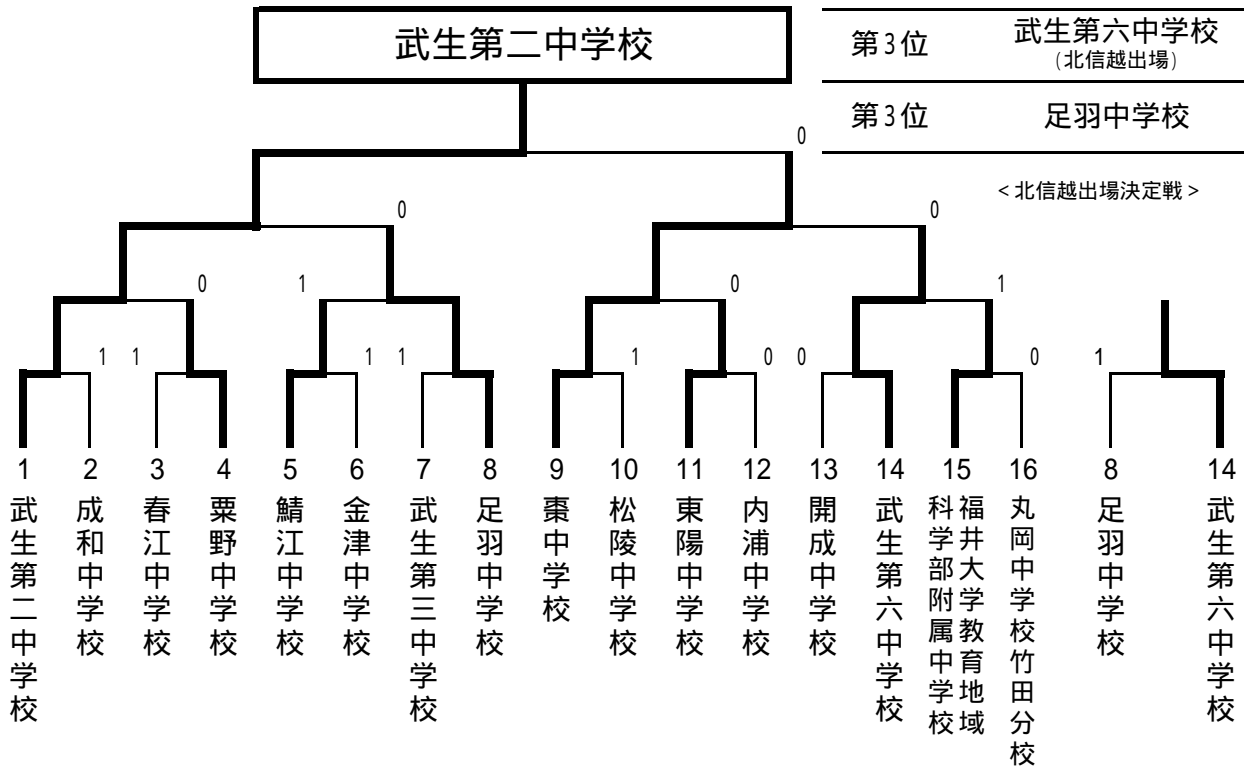 武生第二中学校
第3位 武生第六中学校
(北信越出場)
第3位 足羽中学校
0
<北信越出場決定戦>
0 0
0 1 0 1
1 1 1 1 1 0 0 0 1
1 2 3 4 5 6 7 8 9 10 11 12 13 14 15 16 8 14
武生第二中学校
成和中学校
春江中学校
粟野中学校
鯖江中学校
金津中学校
武生第三中学校
足羽中学校
棗中学校
松陵中学校
東陽中学校
内浦中学校
開成中学校
武生第六中学校
福井大学教育地域
科学部附属中学校
丸岡中学校竹田分校
足羽中学校
武生第六中学校